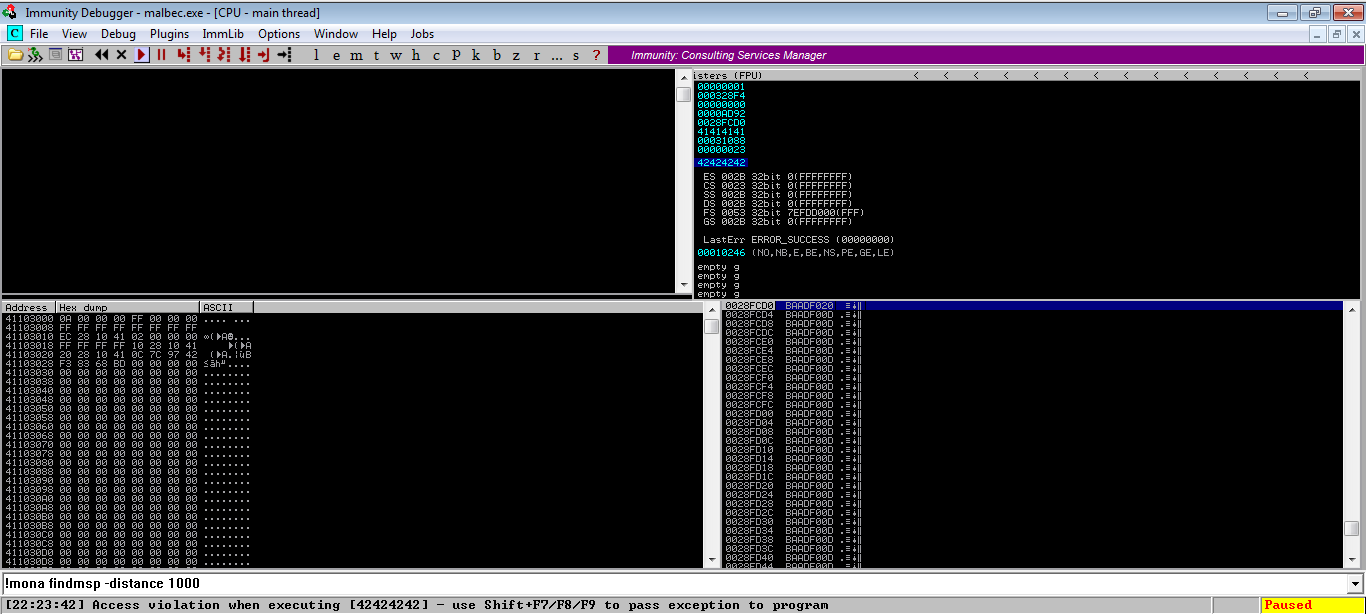 Immunity Debugger - malbec.exe - [CPU - main thread]
C File View Debug Plugins ImmLib Options Window Help Jobs
l e m t w h c P k b z r ... s ? Immunity: Consulting Services Manager
isters (FPU) < < < < < < < < < < < < < <
00000001
000328F4
00000000
0000AD92
0028FCD0
41414141
00031088
00000023
42424242
ES 002B 32bit 0(FFFFFFFF)
CS 0023 32bit 0(FFFFFFFF)
SS 002B 32bit 0(FFFFFFFF)
DS 002B 32bit 0(FFFFFFFF)
FS 0053 32bit 7EFDD000(FFF)
GS 002B 32bit 0(FFFFFFFF)
LastErr ERROR_SUCCESS (00000000)
00010246 (NO,NB,E,BE,NS,PE,GE,LE)
empty g
empty g
empty g
empty g
Address Hex dump ASCII
41103000 0A 00 00 00 FF 00 00 00 .... ...
41103008 FF FF FF FF FF FF FF FF
41103010 EC 28 10 41 02 00 00 00 ∞(►A☻...
41103018 FF FF FF FF 10 28 10 41 ►(►A
41103020 20 28 10 41 0C 7C 97 42 (►A.|ùB
41103028 F3 83 68 BD 00 00 00 00 ≤âh╜....
41103030 00 00 00 00 00 00 00 00 ........
41103038 00 00 00 00 00 00 00 00 ........
41103040 00 00 00 00 00 00 00 00 ........
41103048 00 00 00 00 00 00 00 00 ........
41103050 00 00 00 00 00 00 00 00 ........
41103058 00 00 00 00 00 00 00 00 ........
41103060 00 00 00 00 00 00 00 00 ........
41103068 00 00 00 00 00 00 00 00 ........
41103070 00 00 00 00 00 00 00 00 ........
41103078 00 00 00 00 00 00 00 00 ........
41103080 00 00 00 00 00 00 00 00 ........
41103088 00 00 00 00 00 00 00 00 ........
41103090 00 00 00 00 00 00 00 00 ........
41103098 00 00 00 00 00 00 00 00 ........
411030A0 00 00 00 00 00 00 00 00 ........
411030A8 00 00 00 00 00 00 00 00 ........
411030B0 00 00 00 00 00 00 00 00 ........
411030B8 00 00 00 00 00 00 00 00 ........
411030C0 00 00 00 00 00 00 00 00 ........
411030C8 00 00 00 00 00 00 00 00 ........
411030D0 00 00 00 00 00 00 00 00 ........
411030D8 00 00 00 00 00 00 00 00 ........
0028FCD0 BAADF020 ≡↓║
0028FCD4 BAADF00D .≡↓║
0028FCD8 BAADF00D .≡↓║
0028FCDC BAADF00D .≡↓║
0028FCE0 BAADF00D .≡↓║
0028FCE4 BAADF00D .≡↓║
0028FCE8 BAADF00D .≡↓║
0028FCEC BAADF00D .≡↓║
0028FCF0 BAADF00D .≡↓║
0028FCF4 BAADF00D .≡↓║
0028FCF8 BAADF00D .≡↓║
0028FCFC BAADF00D .≡↓║
0028FD00 BAADF00D .≡↓║
0028FD04 BAADF00D .≡↓║
0028FD08 BAADF00D .≡↓║
0028FD0C BAADF00D .≡↓║
0028FD10 BAADF00D .≡↓║
0028FD14 BAADF00D .≡↓║
0028FD18 BAADF00D .≡↓║
0028FD1C BAADF00D .≡↓║
0028FD20 BAADF00D .≡↓║
0028FD24 BAADF00D .≡↓║
0028FD28 BAADF00D .≡↓║
0028FD2C BAADF00D .≡↓║
0028FD30 BAADF00D .≡↓║
0028FD34 BAADF00D .≡↓║
0028FD38 BAADF00D .≡↓║
0028FD3C BAADF00D .≡↓║
0028FD40 BAADF00D .≡↓║
0028FD44 BAADF00D .≡↓║
!mona findmsp -distance 1000
[22:23:42] Access violation when executing [42424242] - use Shift+F7/F8/F9 to pass exception to program Paused